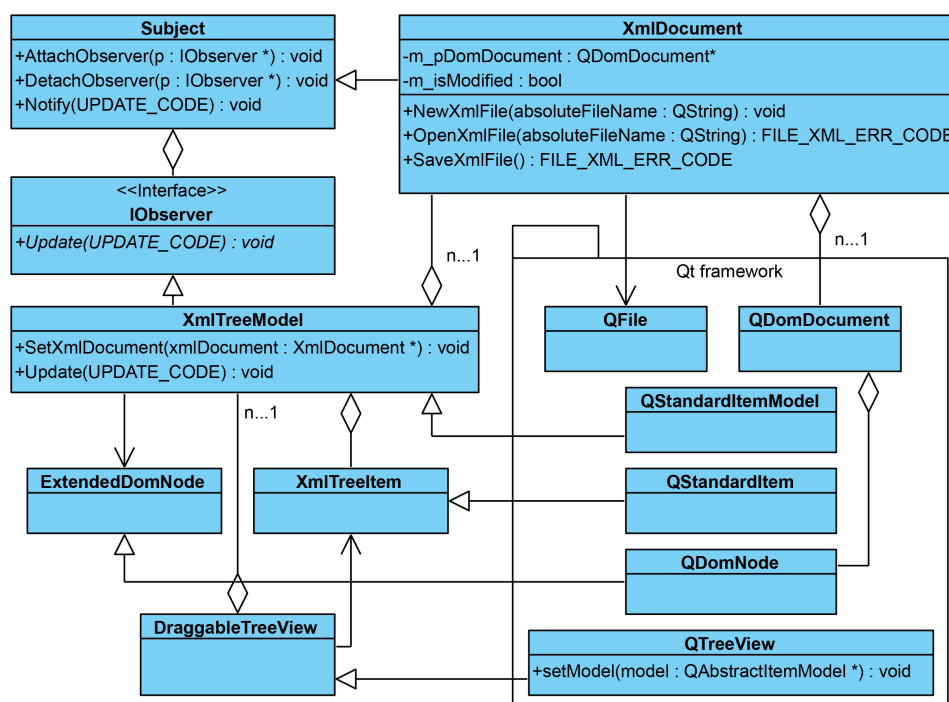 Subject
+AttachObserver(p : IObserver *) : void
+DetachObserver(p : IObserver *) : void
+Notify(UPDATE_CODE) : void
XmlDocument
-m_pDomDocument : QDomDocument*
-m_isModified : bool
+NewXmlFile(absoluteFileName : QString) : void
+OpenXmlFile(absoluteFileName : QString) : FILE_XML_ERR_CODE
+SaveXmlFile() : FILE_XML_ERR_CODE
<<Interface>>
IObserver
+Update(UPDATE_CODE) : void
n...1
n...1
Qt framework
XmlTreeModel
+SetXmlDocument(xmlDocument : XmlDocument *) : void
+Update(UPDATE_CODE) : void
QFile
QDomDocument
n...1
QStandardItemModel
ExtendedDomNode
XmlTreeItem
QStandardItem
QDomNode
DraggableTreeView
QTreeView
+setModel(model : QAbstractItemModel *) : void